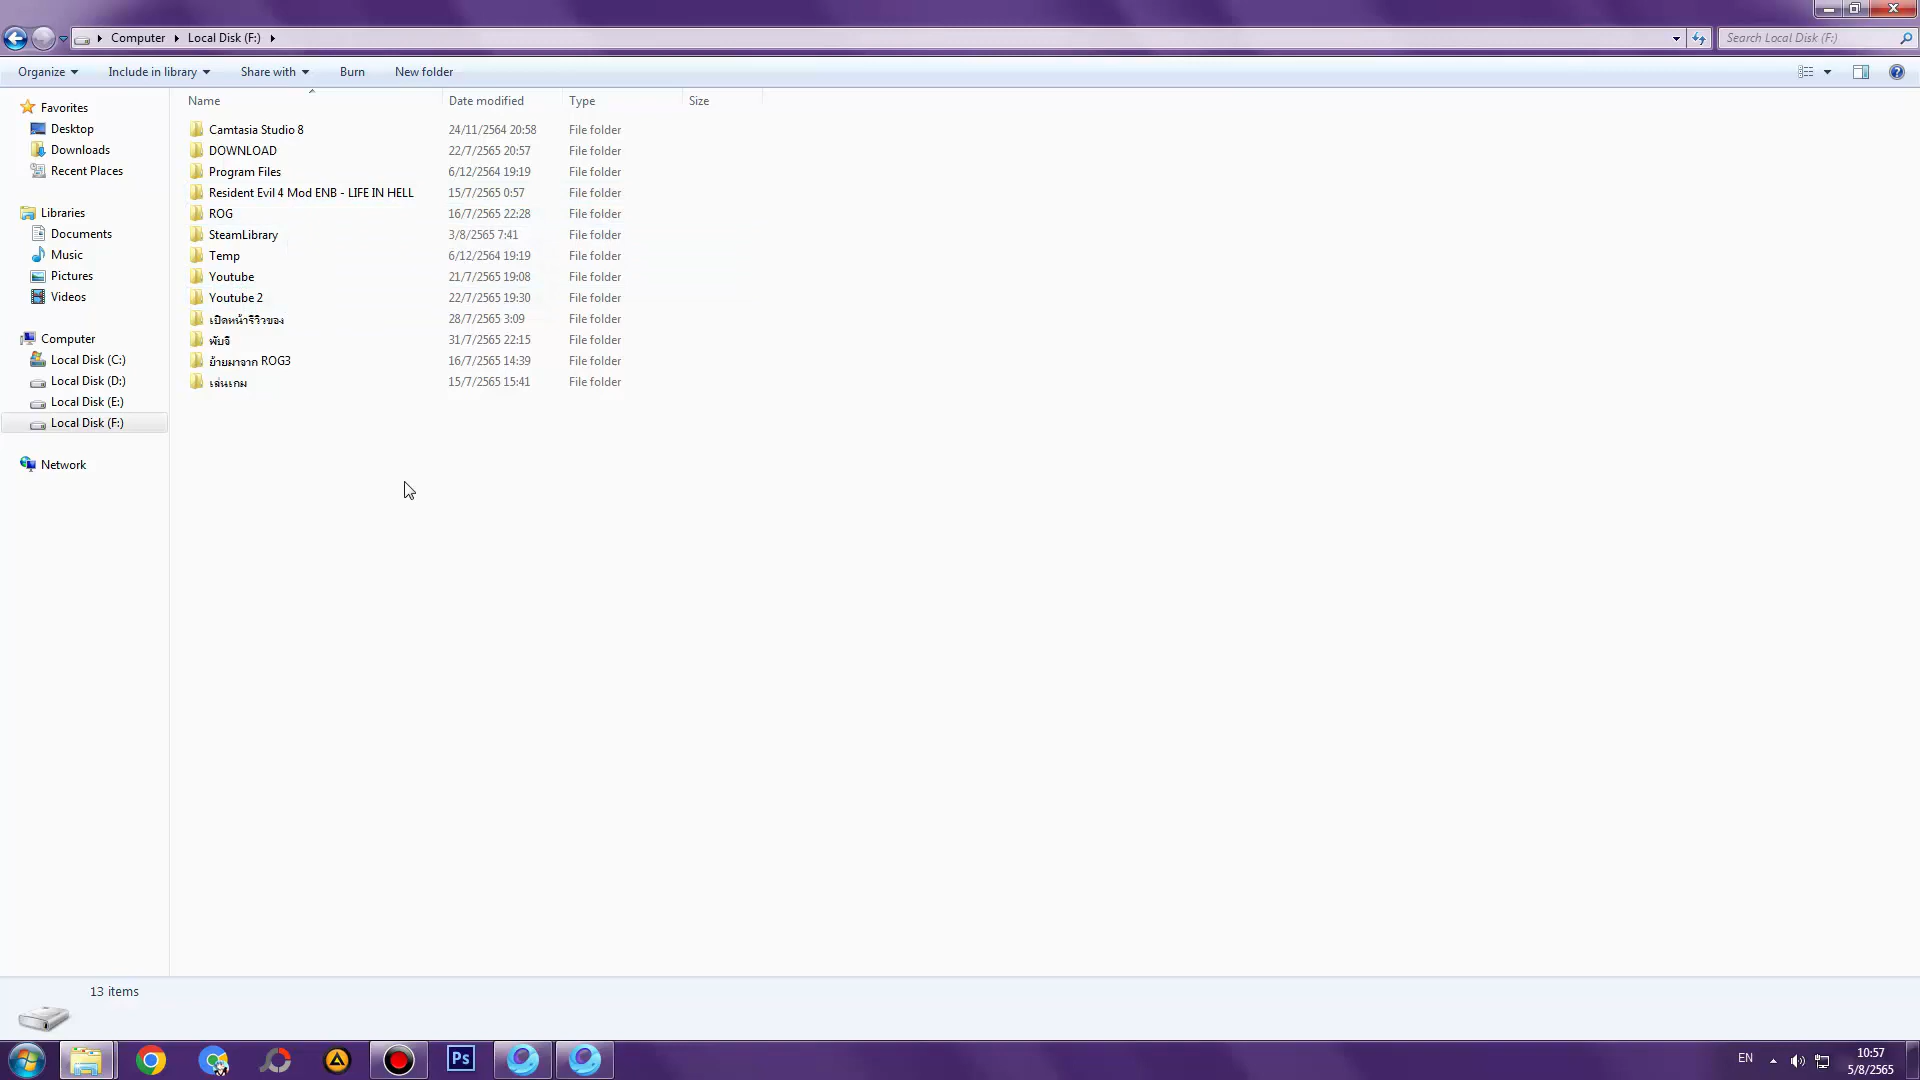 Computer Local Disk (F:) Search Local Disk (F:)
Organize Include in library Share with Burn New folder
Name Date modified Type Size
Favorites
Desktop
Downloads
Recent Places
Libraries
Documents
Music
Pictures
Videos
Computer
Local Disk (C:)
Local Disk (D:)
Local Disk (E:)
Local Disk (F:)
Network
Camtasia Studio 8 24/11/2564 20:58 File folder
DOWNLOAD 22/7/2565 20:57 File folder
Program Files 6/12/2564 19:19 File folder
Resident Evil 4 Mod ENB - LIFE IN HELL 15/7/2565 0:57 File folder
ROG 16/7/2565 22:28 File folder
SteamLibrary 3/8/2565 7:41 File folder
Temp 6/12/2564 19:19 File folder
Youtube 21/7/2565 19:08 File folder
Youtube 2 22/7/2565 19:30 File folder
เปิดหน้ารีวิวของ 28/7/2565 3:09 File folder
พับจี 31/7/2565 22:15 File folder
ย้ายมาจาก ROG3 16/7/2565 14:39 File folder
เล่นเกม 15/7/2565 15:41 File folder
13 items
Ps
EN
10:57
5/8/2565